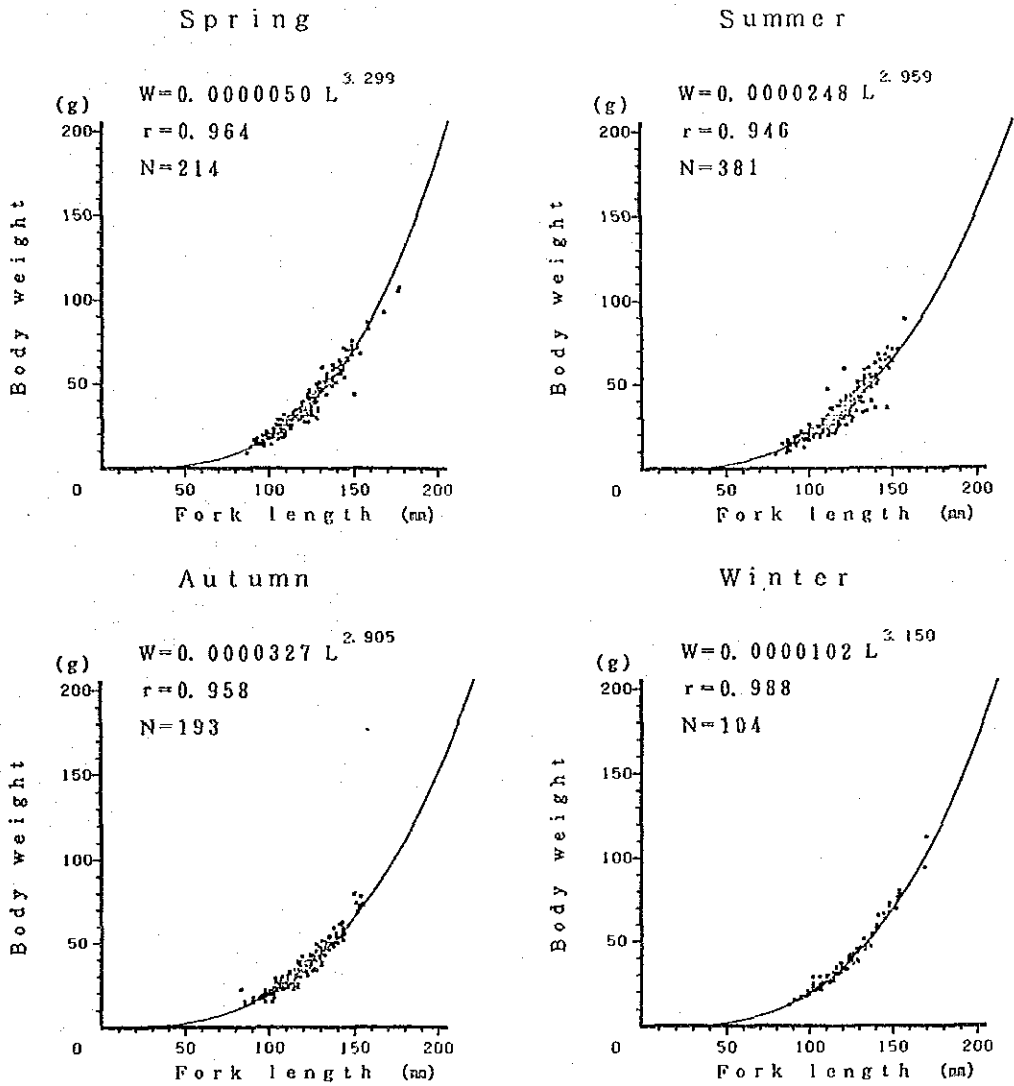 Spring
W=0.0000050 L^3.299
r=0.964
N=214
(g)
200
150
100
50
0
50 100 150 200
Body weight
Fork length (mm)
Summer
W=0.0000248 L^2.959
r=0.946
N=381
(g)
200
150
100
50
0
50 100 150 200
Body weight
Fork length (mm)
Autumn
W=0.0000327 L^2.905
r=0.958
N=193
(g)
200
150
100
50
0
50 100 150 200
Body weight
Fork length (mm)
Winter
W=0.0000102 L^3.150
r=0.988
N=104
(g)
200
150
100
50
0
50 100 150 200
Body weight
Fork length (mm)